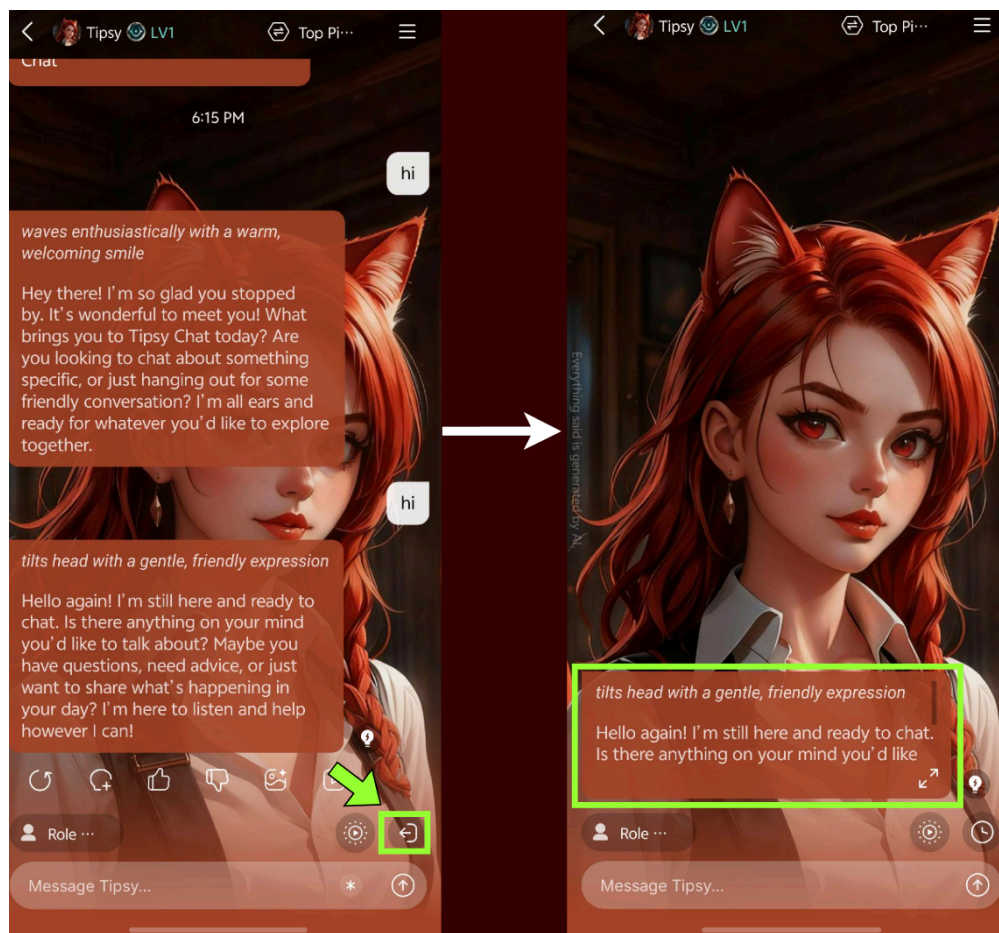 Tipsy LV1
Top Pi···
Chat
6:15 PM
hi
waves enthusiastically with a warm,
welcoming smile
Hey there! I'm so glad you stopped
by. It's wonderful to meet you! What
brings you to Tipsy Chat today? Are
you looking to chat about something
specific, or just hanging out for some
friendly conversation? I'm all ears and
ready for whatever you'd like to explore
together.
hi
tilts head with a gentle, friendly expression
Hello again! I'm still here and ready to
chat. Is there anything on your mind
you'd like to talk about? Maybe you
have questions, need advice, or just
want to share what's happening in
your day? I'm here to listen and help
however I can!
Role ···
Message Tipsy...
*
Tipsy LV1
Top Pi···
Everything said is generated by AI.
tilts head with a gentle, friendly expression
Hello again! I'm still here and ready to chat.
Is there anything on your mind you'd like
Role ···
Message Tipsy...